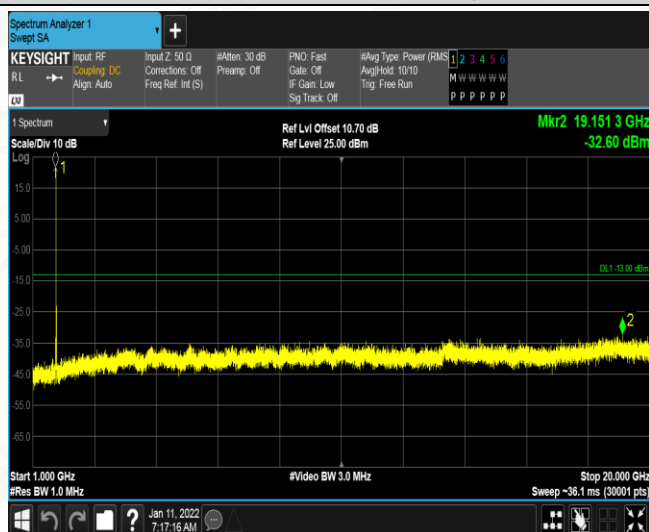 Spectrum Analyzer 1
Swept SA
+
KEYSIGHT
RL
LXI
Input: RF
Coupling: DC
Align: Auto
Input Z: 50 Ω
Corrections: Off
Freq Ref: Int (S)
#Atten: 30 dB
Preamp: Off
PNO: Fast
Gate: Off
IF Gain: Low
Sig Track: Off
#Avg Type: Power (RMS
Avg|Hold: 10/10
Trig: Free Run
1 2 3 4 5 6
M W W W W W
P P P P P P
1 Spectrum
Scale/Div 10 dB
Log
Ref Lvl Offset 10.70 dB
Ref Level 25.00 dBm
Mkr2 19.151 3 GHz
-32.60 dBm
1
15.0
5.00
-5.00
DL1 -13.00 dBm
-15.0
-25.0
2
-35.0
-45.0
-55.0
-65.0
Start 1.000 GHz
#Res BW 1.0 MHz
#Video BW 3.0 MHz
Stop 20.000 GHz
Sweep ~36.1 ms (30001 pts)
?
Jan 11, 2022
7:17:16 AM